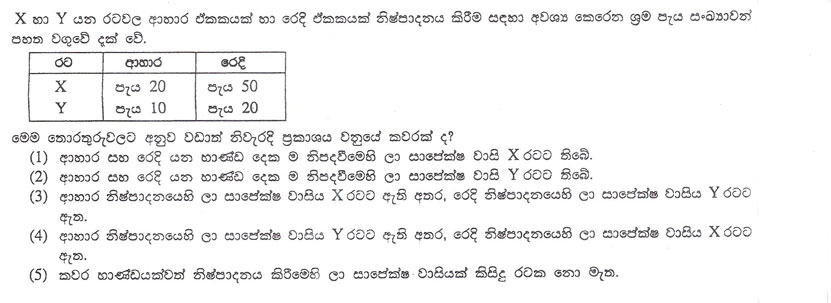 X හා Y යන රටවල ආහාර ඒකකයක් හා රෙදි ඒකකයක් නිෂ්පාදනය කිරීම සඳහා අවශ්‍ය කෙරෙන ශ්‍රම පැය සංඛ්‍යාවන්
පහත වගුවේ දැක් වේ.
රට ආහාර රෙදි
X පැය 20 පැය 50
Y පැය 10 පැය 20
මෙම තොරතුරුවලට අනුව වඩාත් නිවැරදි ප්‍රකාශය වනුයේ කවරක් ද?
(1) ආහාර සහ රෙදි යන භාණ්ඩ දෙක ම නිපදවීමෙහි ලා සාපේක්ෂ වාසි X රටට තිබේ.
(2) ආහාර සහ රෙදි යන භාණ්ඩ දෙක ම නිපදවීමෙහි ලා සාපේක්ෂ වාසි Y රටට තිබේ.
(3) ආහාර නිෂ්පාදනයෙහි ලා සාපේක්ෂ වාසිය X රටට ඇති අතර, රෙදි නිෂ්පාදනයෙහි ලා සාපේක්ෂ වාසිය Y රටට
ඇත.
(4) ආහාර නිෂ්පාදනයෙහි ලා සාපේක්ෂ වාසිය Y රටට ඇති අතර, රෙදි නිෂ්පාදනයෙහි ලා සාපේක්ෂ වාසිය X රටට
ඇත.
(5) කවර භාණ්ඩයක්වත් නිෂ්පාදනය කිරීමෙහි ලා සාපේක්ෂ වාසියක් කිසිදු රටක නො මැත.